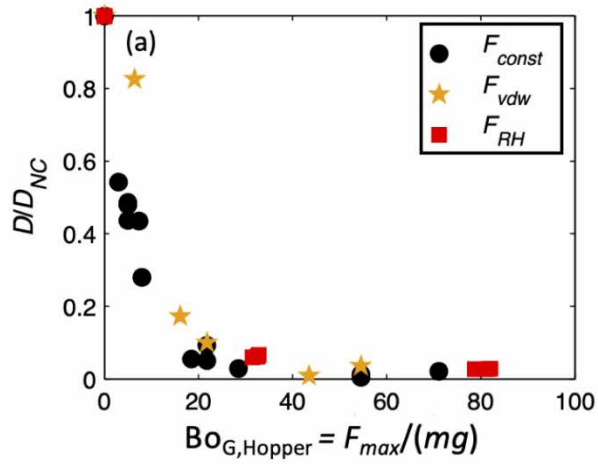 (a)
F_const
F_vdw
F_RH
1
0.8
0.6
0.4
0.2
0
D/D_NC
0 20 40 60 80 100
Bo_G,Hopper = F_max/(mg)